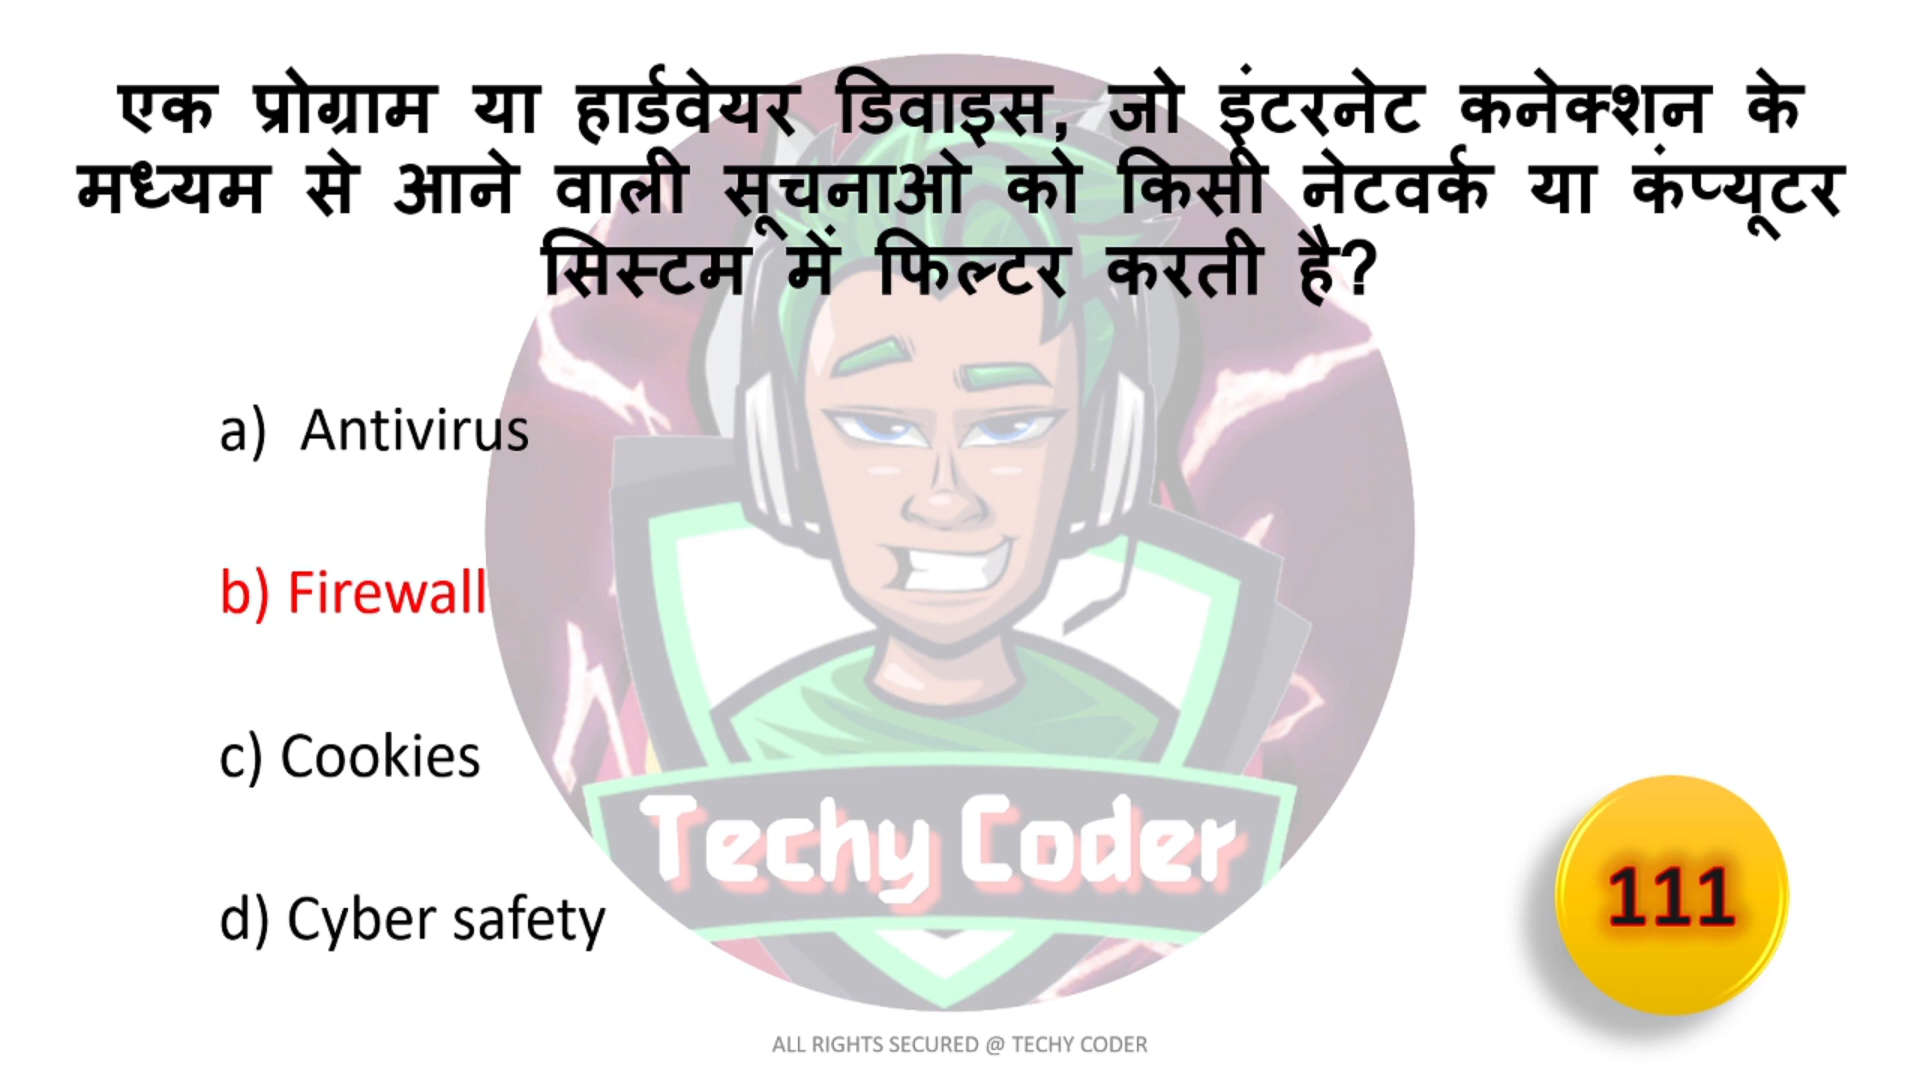 एक प्रोग्राम या हार्डवेयर डिवाइस, जो इंटरनेट कनेक्शन के
मध्यम से आने वाली सूचनाओ को किसी नेटवर्क या कंप्यूटर
सिस्टम में फिल्टर करती है?
a) Antivirus
b) Firewall
c) Cookies
d) Cyber safety
Techy Coder
111
ALL RIGHTS SECURED @ TECHY CODER